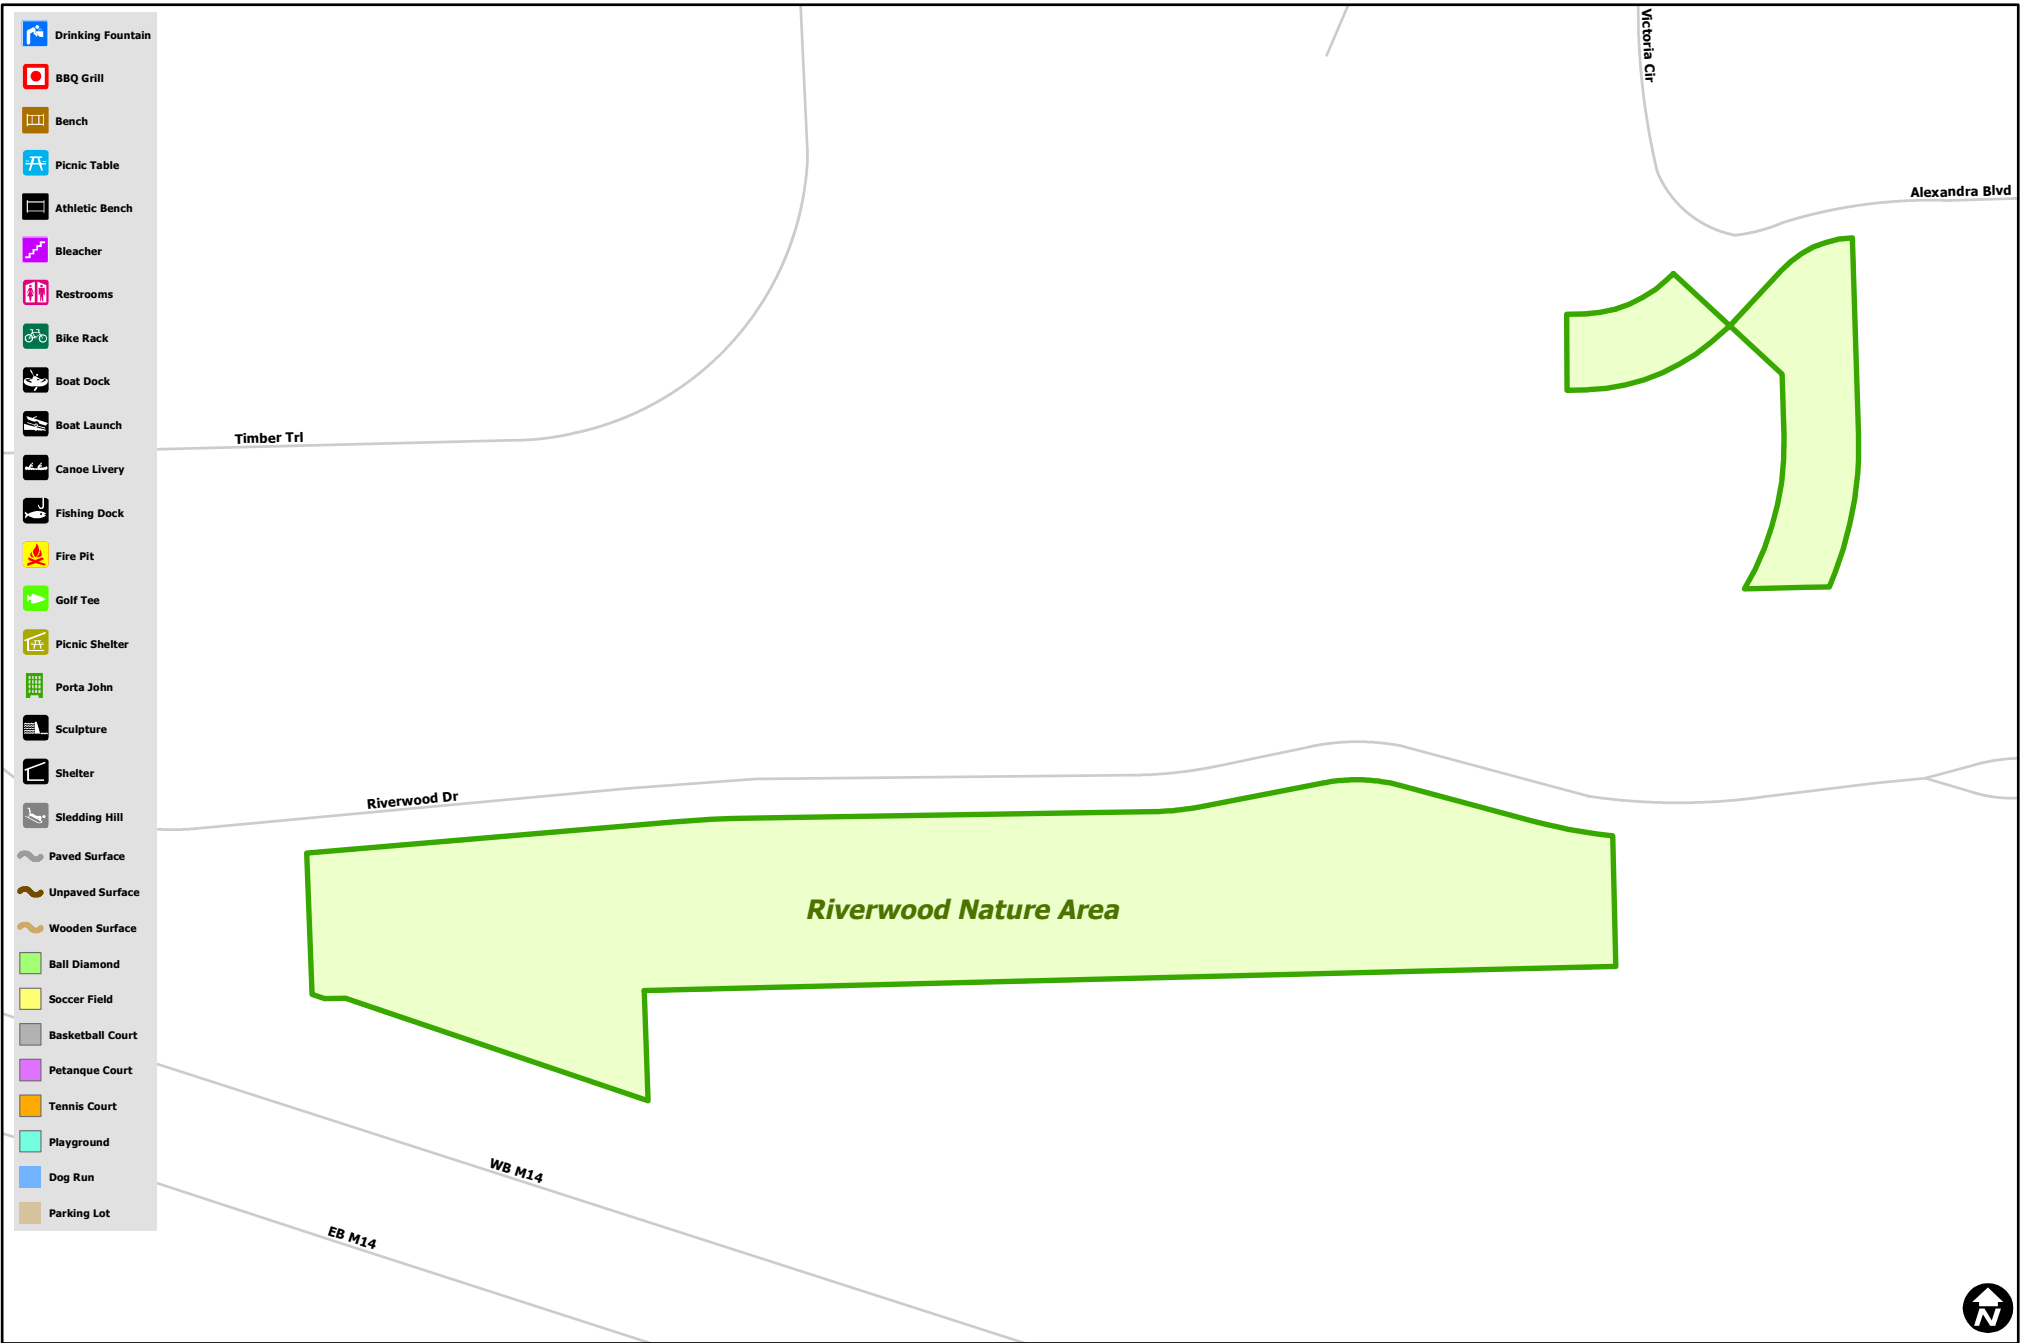 Drinking Fountain
BBQ Grill
Bench
Picnic Table
Athletic Bench
Bleacher
Restrooms
Bike Rack
Boat Dock
Boat Launch
Canoe Livery
Fishing Dock
Fire Pit
Golf Tee
Picnic Shelter
Porta John
Sculpture
Shelter
Sledding Hill
Paved Surface
Unpaved Surface
Wooden Surface
Ball Diamond
Soccer Field
Basketball Court
Petanque Court
Tennis Court
Playground
Dog Run
Parking Lot
Victoria Cir
Alexandra Blvd
Timber Trl
Riverwood Dr
Riverwood Nature Area
WB M14
EB M14
N